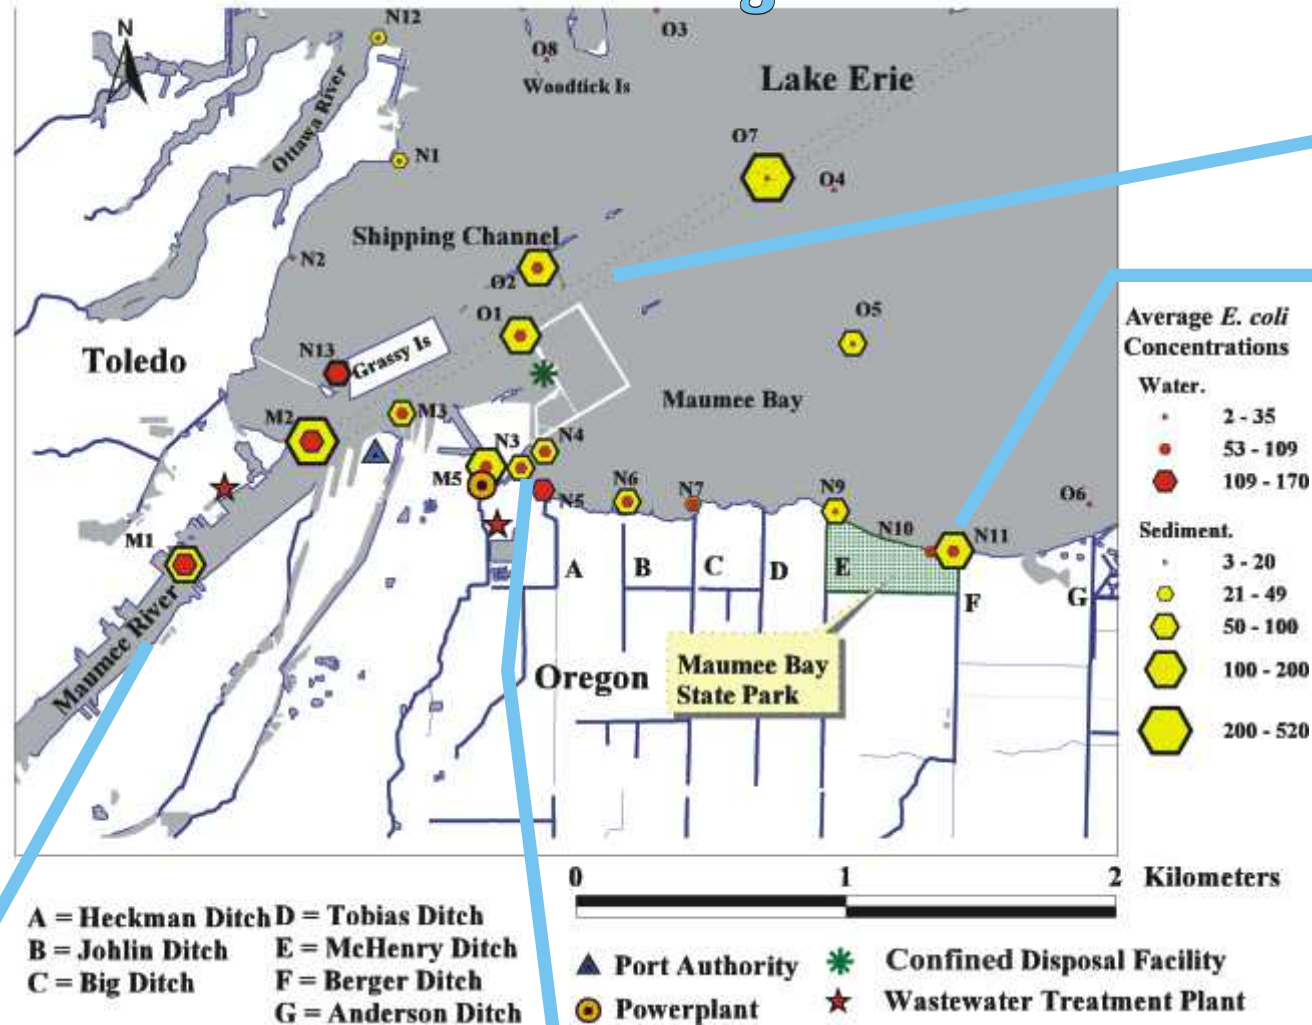 N
N12
O3
O8
Woodtick Is
Lake Erie
Ottawa River
O7
O4
N1
Shipping Channel
N2
O2
O1
O5
Toledo
N13
Grassy Is
Maumee Bay
M2
M3
N3
N4
M5
N5
N6
N7
N9
N10
N11
O6
M1
Maumee River
A
B
C
D
E
F
G
Oregon
Maumee Bay
State Park
Average E. coli
Concentrations
Water.
2 - 35
53 - 109
109 - 170
Sediment.
3 - 20
21 - 49
50 - 100
100 - 200
200 - 520
0 1 2 Kilometers
A = Heckman Ditch
B = Johlin Ditch
C = Big Ditch
D = Tobias Ditch
E = McHenry Ditch
F = Berger Ditch
G = Anderson Ditch
Port Authority
Powerplant
Confined Disposal Facility
Wastewater Treatment Plant